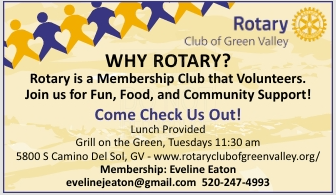 Rotary
Club of Green Valley
WHY ROTARY?
Rotary is a Membership Club that Volunteers.
Join us for Fun, Food, and Community Support!
Come Check Us Out!
Lunch Provided
Grill on the Green, Tuesdays 11:30 am
5800 S Camino Del Sol, GV - www.rotaryclubofgreenvalley.org/
Membership: Eveline Eaton
evelinejeaton@gmail.com 520-247-4993